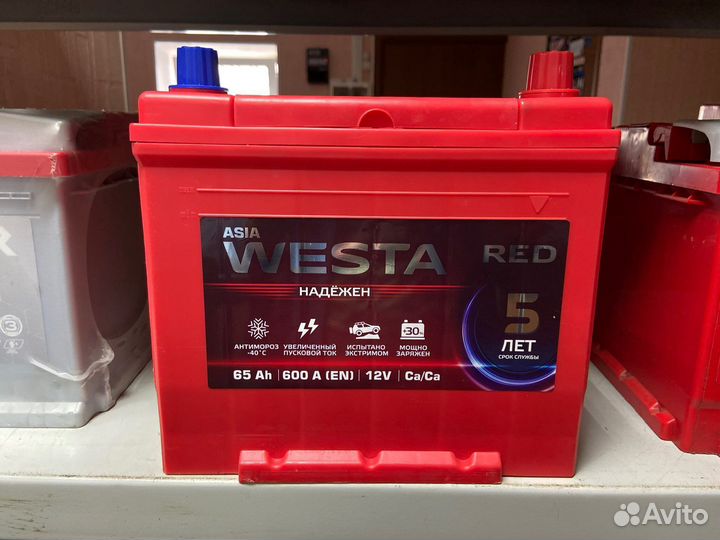 ASIA
WESTA RED
НАДЁЖЕН
5
ЛЕТ
СРОК СЛУЖБЫ
АНТИМОРОЗ
-40°C
УВЕЛИЧЕННЫЙ
ПУСКОВОЙ ТОК
ИСПЫТАНО
ЭКСТРИМОМ
+30%
МОЩНО
ЗАРЯЖЕН
65 Ah | 600 A (EN) | 12V | Ca/Ca
R
3
Avito